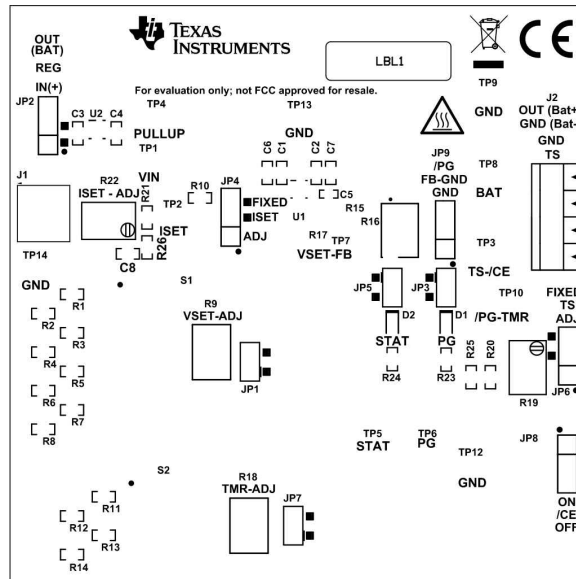 OUT
(BAT)
REG
IN(+)
JP2
C3 U2 C4
TEXAS
INSTRUMENTS
LBL1
For evaluation only; not FCC approved for resale.
TP4
TP13
PULLUP
TP1
GND
C6 C1 C2 C7
TP9
GND
J2
OUT (Bat+
GND (Bat-
GND
TS
JP9
/PG
FB-GND
GND
TP8
BAT
J1
R22
ISET - ADJ
VIN
R21
TP2
R10
JP4
FIXED
ISET
ADJ
U1
C5
R15
R16
R17
TP7
VSET-FB
ISET
R26
C8
TP14
GND
TP3
TS-/CE
S1
JP5
JP3
TP10
FIXED
TS
ADJ
R1
R2
R3
R4
R5
R6
R7
R8
R9
VSET-ADJ
JP1
D2
D1
/PG-TMR
STAT
PG
R24
R23
R25
R20
R19
JP6
TP5
STAT
TP6
PG
TP12
GND
JP8
ON
/CE
OFF
S2
R18
TMR-ADJ
JP7
R11
R12
R13
R14
CE